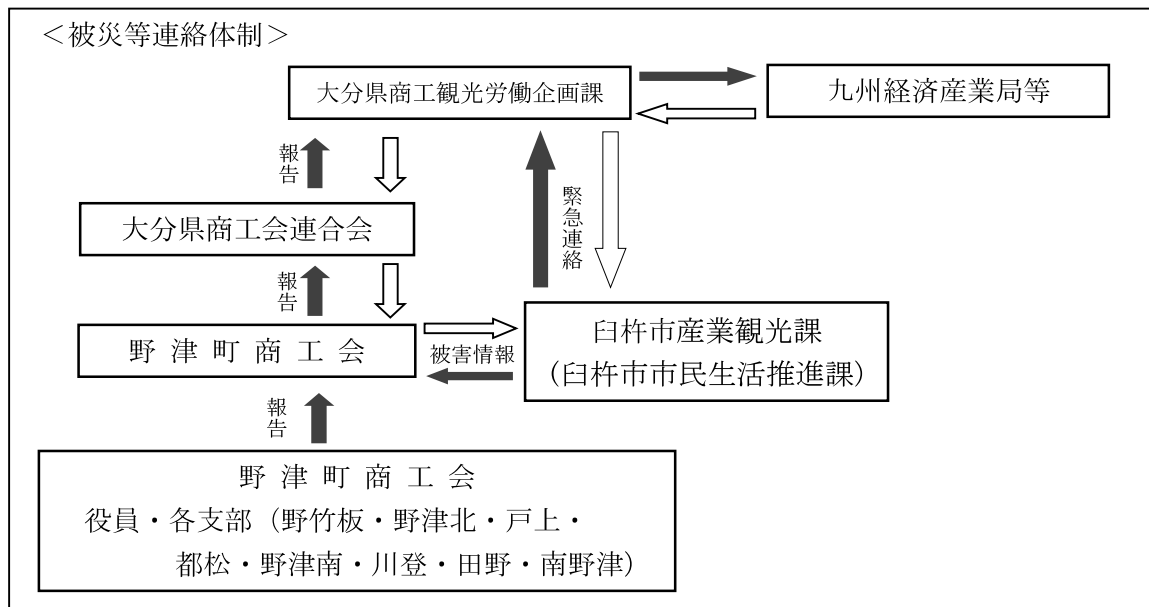 ＜被災等連絡体制＞
大分県商工観光労働企画課
九州経済産業局等
報告
緊急連絡
大分県商工会連合会
報告
野津町商工会
被害情報
臼杵市産業観光課
（臼杵市市民生活推進課）
報告
野津町商工会
役員・各支部（野竹板・野津北・戸上・
都松・野津南・川登・田野・南野津）